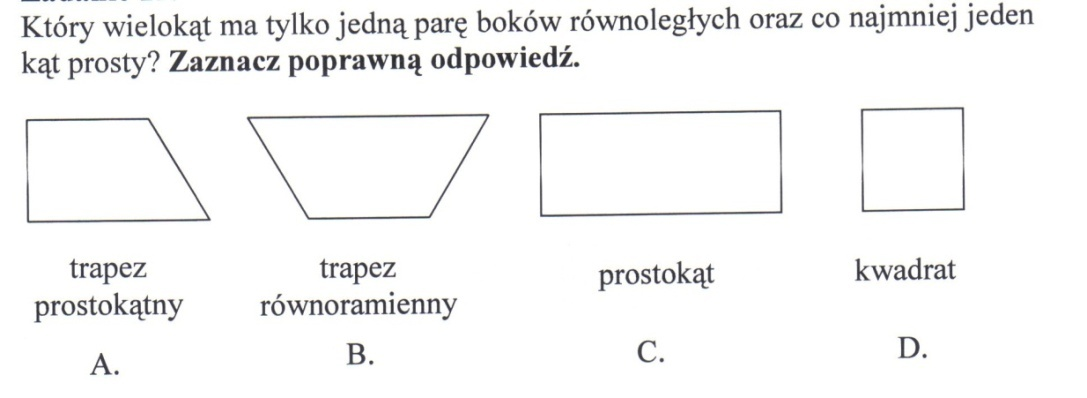 Który wielokąt ma tylko jedną parę boków równoległych oraz co najmniej jeden
kąt prosty? Zaznacz poprawną odpowiedź.
trapez
prostokątny
trapez
równoramienny
prostokąt
kwadrat
A.
B.
C.
D.